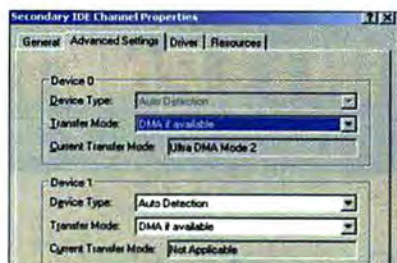 Secondary IDE Channel Properties
General Advanced Settings Driver Resources
Device 0
Device Type: Auto Detection
Transfer Mode: DMA if available
Current Transfer Mode: Ultra DMA Mode 2
Device 1
Device Type: Auto Detection
Transfer Mode: DMA if available
Current Transfer Mode: Not Applicable